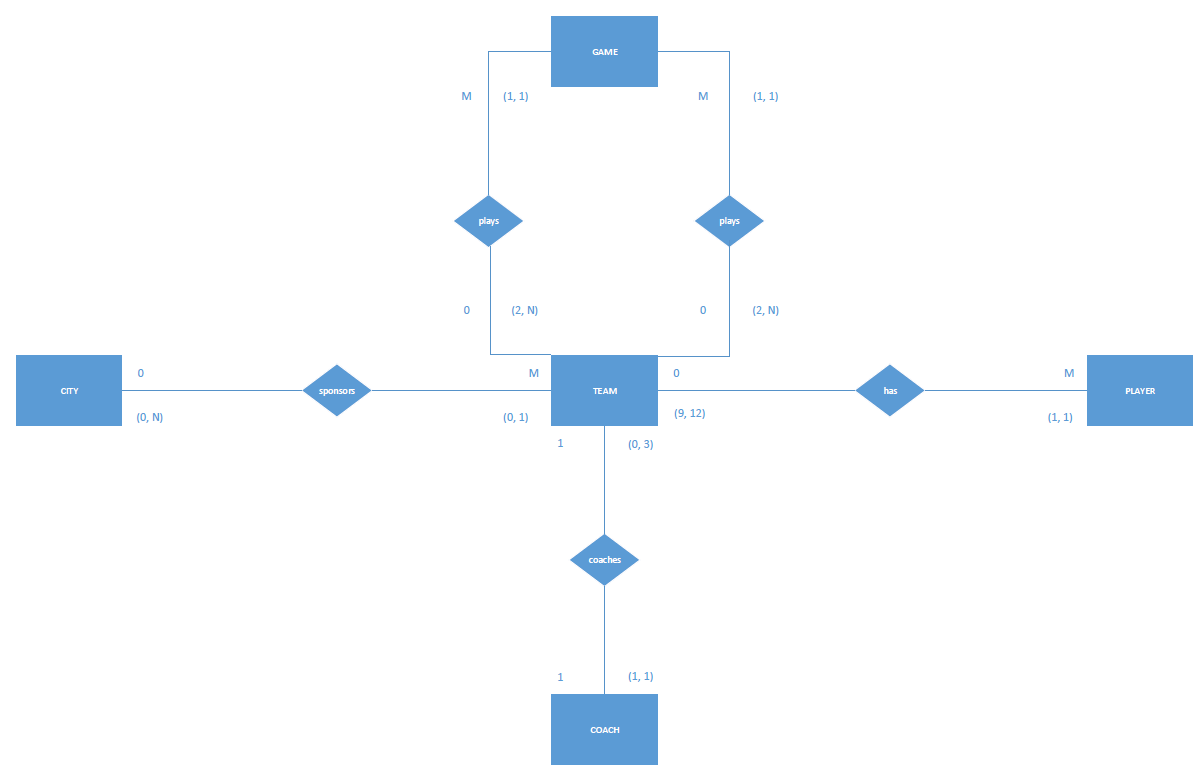 GAME
M (1, 1) M (1, 1)
plays plays
0 (2, N) 0 (2, N)
0 M 0 M
CITY sponsors TEAM has PLAYER
(0, N) (0, 1) (9, 12) (1, 1)
1 (0, 3)
coaches
1 (1, 1)
COACH